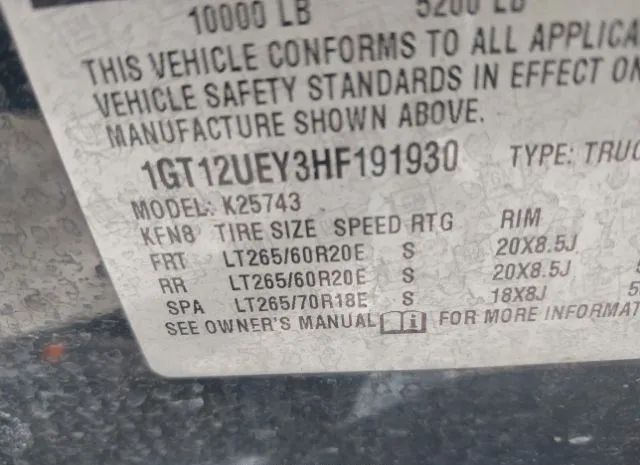 10000 LB 5200 LB
THIS VEHICLE CONFORMS TO ALL APPLICA
VEHICLE SAFETY STANDARDS IN EFFECT ON
MANUFACTURE SHOWN ABOVE.
1GT12UEY3HF191930 TYPE: TRUC
MODEL: K25743
KFN8 TIRE SIZE SPEED RTG RIM
FRT LT265/60R20E S 20X8.5J
RR LT265/60R20E S 20X8.5J
SPA LT265/70R18E S 18X8J
SEE OWNER'S MANUAL FOR MORE INFORMAT